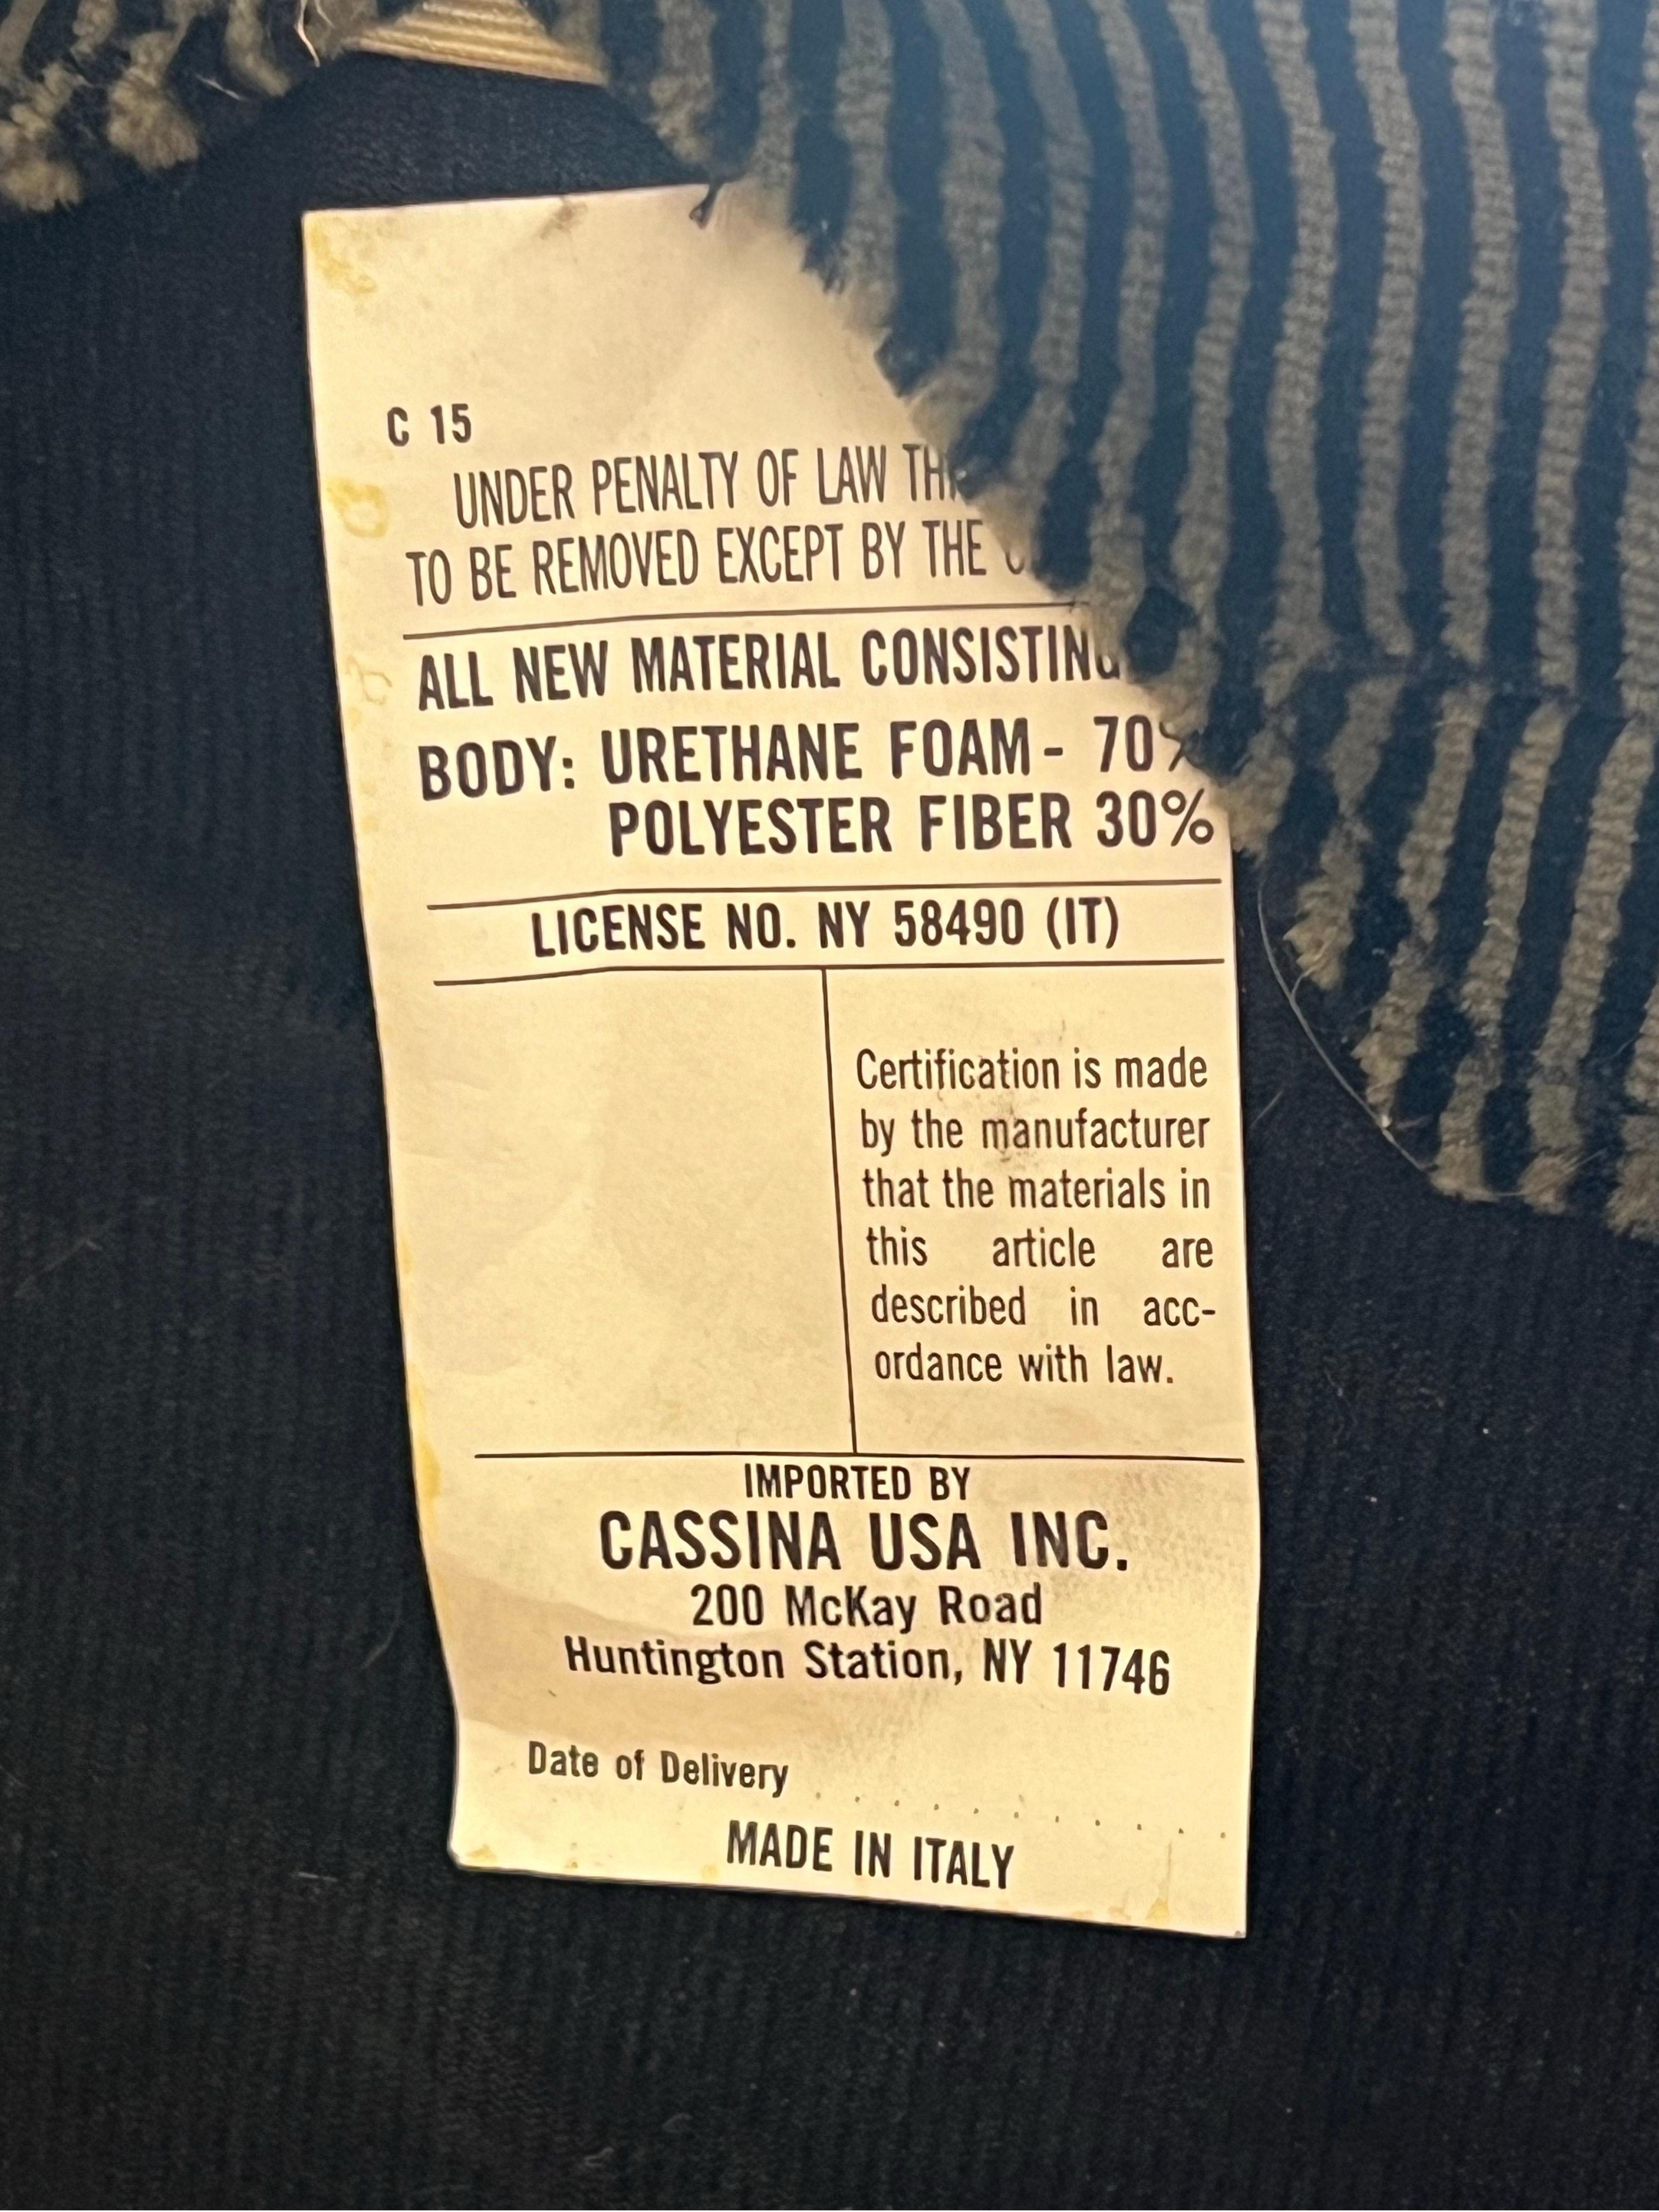 C 15
UNDER PENALTY OF LAW
TO BE REMOVED EXCEPT BY THE
ALL NEW MATERIAL CONSISTING
BODY: URETHANE FOAM - 70%
POLYESTER FIBER 30%
LICENSE NO. NY 58490 (IT)
Certification is made
by the manufacturer
that the materials in
this article are
described in acc-
ordance with law.
IMPORTED BY
CASSINA USA INC.
200 McKay Road
Huntington Station, NY 11746
Date of Delivery . . . . . . . . . . .
MADE IN ITALY